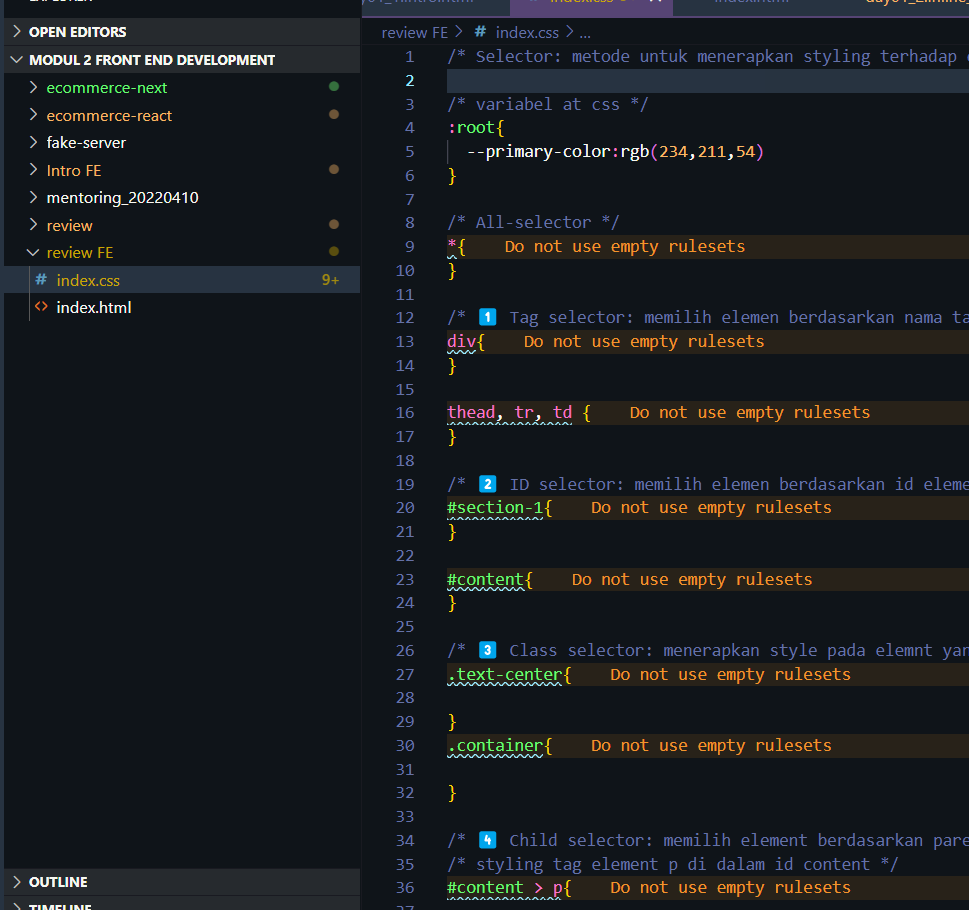 OPEN EDITORS
MODUL 2 FRONT END DEVELOPMENT
ecommerce-next
ecommerce-react
fake-server
Intro FE
mentoring_20220410
review
review FE
# index.css 9+
<> index.html
OUTLINE
TIMELINE
review FE > # index.css > ...
1 /* Selector: metode untuk menerapkan styling terhadap
2
3 /* variabel at css */
4 :root{
5 --primary-color:rgb(234,211,54)
6 }
7
8 /* All-selector */
9 *{ Do not use empty rulesets
10 }
11
12 /* 1 Tag selector: memilih elemen berdasarkan nama ta
13 div{ Do not use empty rulesets
14 }
15
16 thead, tr, td { Do not use empty rulesets
17 }
18
19 /* 2 ID selector: memilih elemen berdasarkan id eleme
20 #section-1{ Do not use empty rulesets
21 }
22
23 #content{ Do not use empty rulesets
24 }
25
26 /* 3 Class selector: menerapkan style pada elemnt yan
27 .text-center{ Do not use empty rulesets
28
29 }
30 .container{ Do not use empty rulesets
31
32 }
33
34 /* 4 Child selector: memilih element berdasarkan pare
35 /* styling tag element p di dalam id content */
36 #content > p{ Do not use empty rulesets